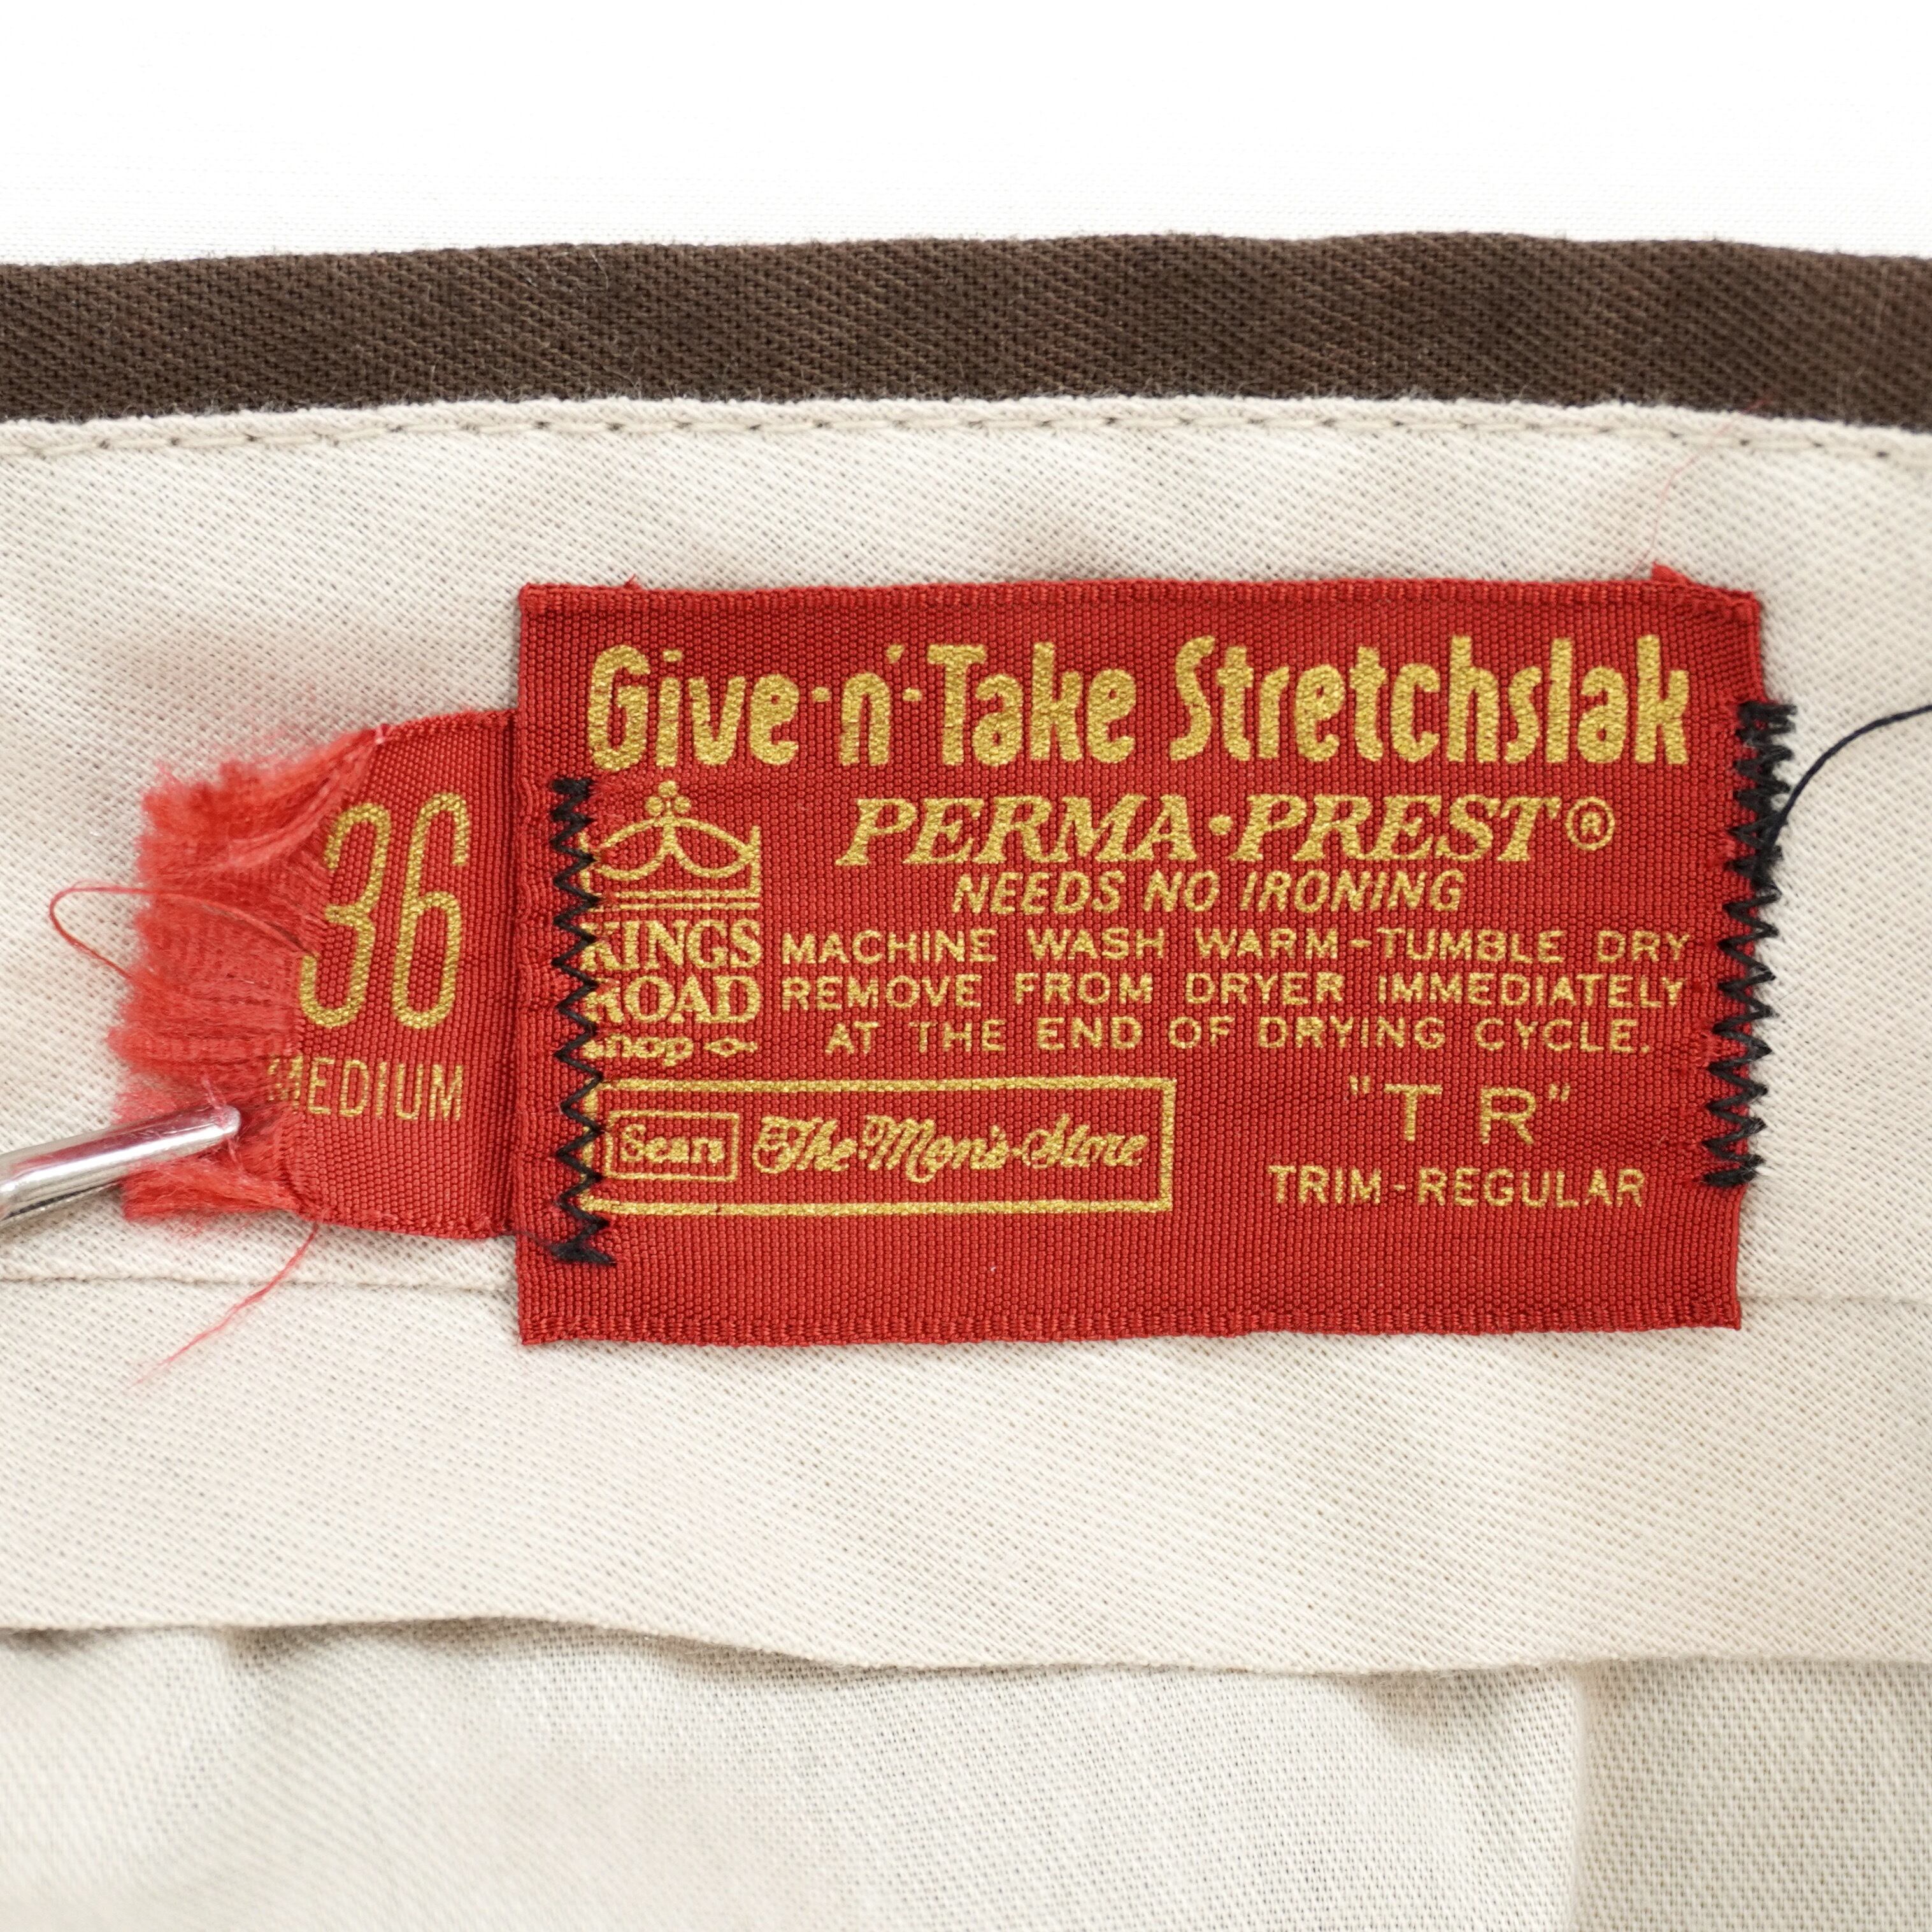 Give-n'-Take Stretchslak
PERMA·PREST®
NEEDS NO IRONING
MACHINE WASH WARM-TUMBLE DRY
REMOVE FROM DRYER IMMEDIATELY
AT THE END OF DRYING CYCLE.
KINGS
ROAD
shop
Sears The Men's Store
"T R"
TRIM-REGULAR
36
MEDIUM